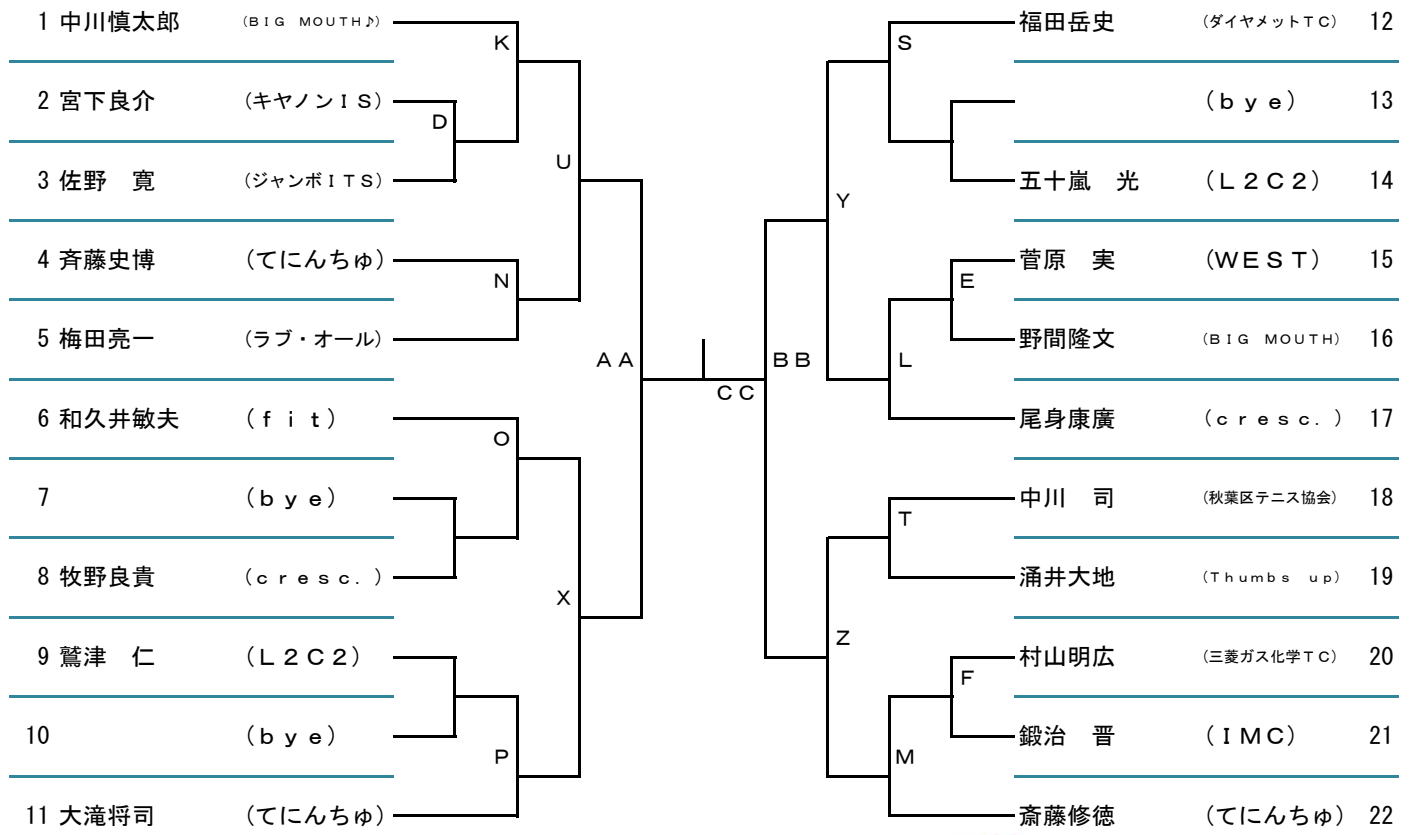 1 中川慎太郎 (BIG MOUTH♪)
K
2 宮下良介 (キヤノンＩＳ)
D
3 佐野　寛 (ジャンボＩＴＳ)
U
4 斉藤史博 (てにんちゅ)
N
5 梅田亮一 (ラブ・オール)
AA
6 和久井敏夫 (ｆｉｔ)
O
7 (ｂｙｅ)
8 牧野良貴 (ｃｒｅｓｃ．)
X
9 鷲津　仁 (Ｌ２Ｃ２)
10 (ｂｙｅ)
P
11 大滝将司 (てにんちゅ)
CC
福田岳史 (ダイヤメットＴＣ) 12
S
(ｂｙｅ) 13
五十嵐　光 (Ｌ２Ｃ２) 14
Y
菅原　実 (ＷＥＳＴ) 15
E
野間隆文 (BIG MOUTH) 16
BB
L
尾身康廣 (ｃｒｅｓｃ．) 17
中川　司 (秋葉区テニス協会) 18
T
涌井大地 (Thumbs up) 19
Z
村山明広 (三菱ガス化学ＴＣ) 20
F
鍛治　晋 (ＩＭＣ) 21
M
斎藤修徳 (てにんちゅ) 22